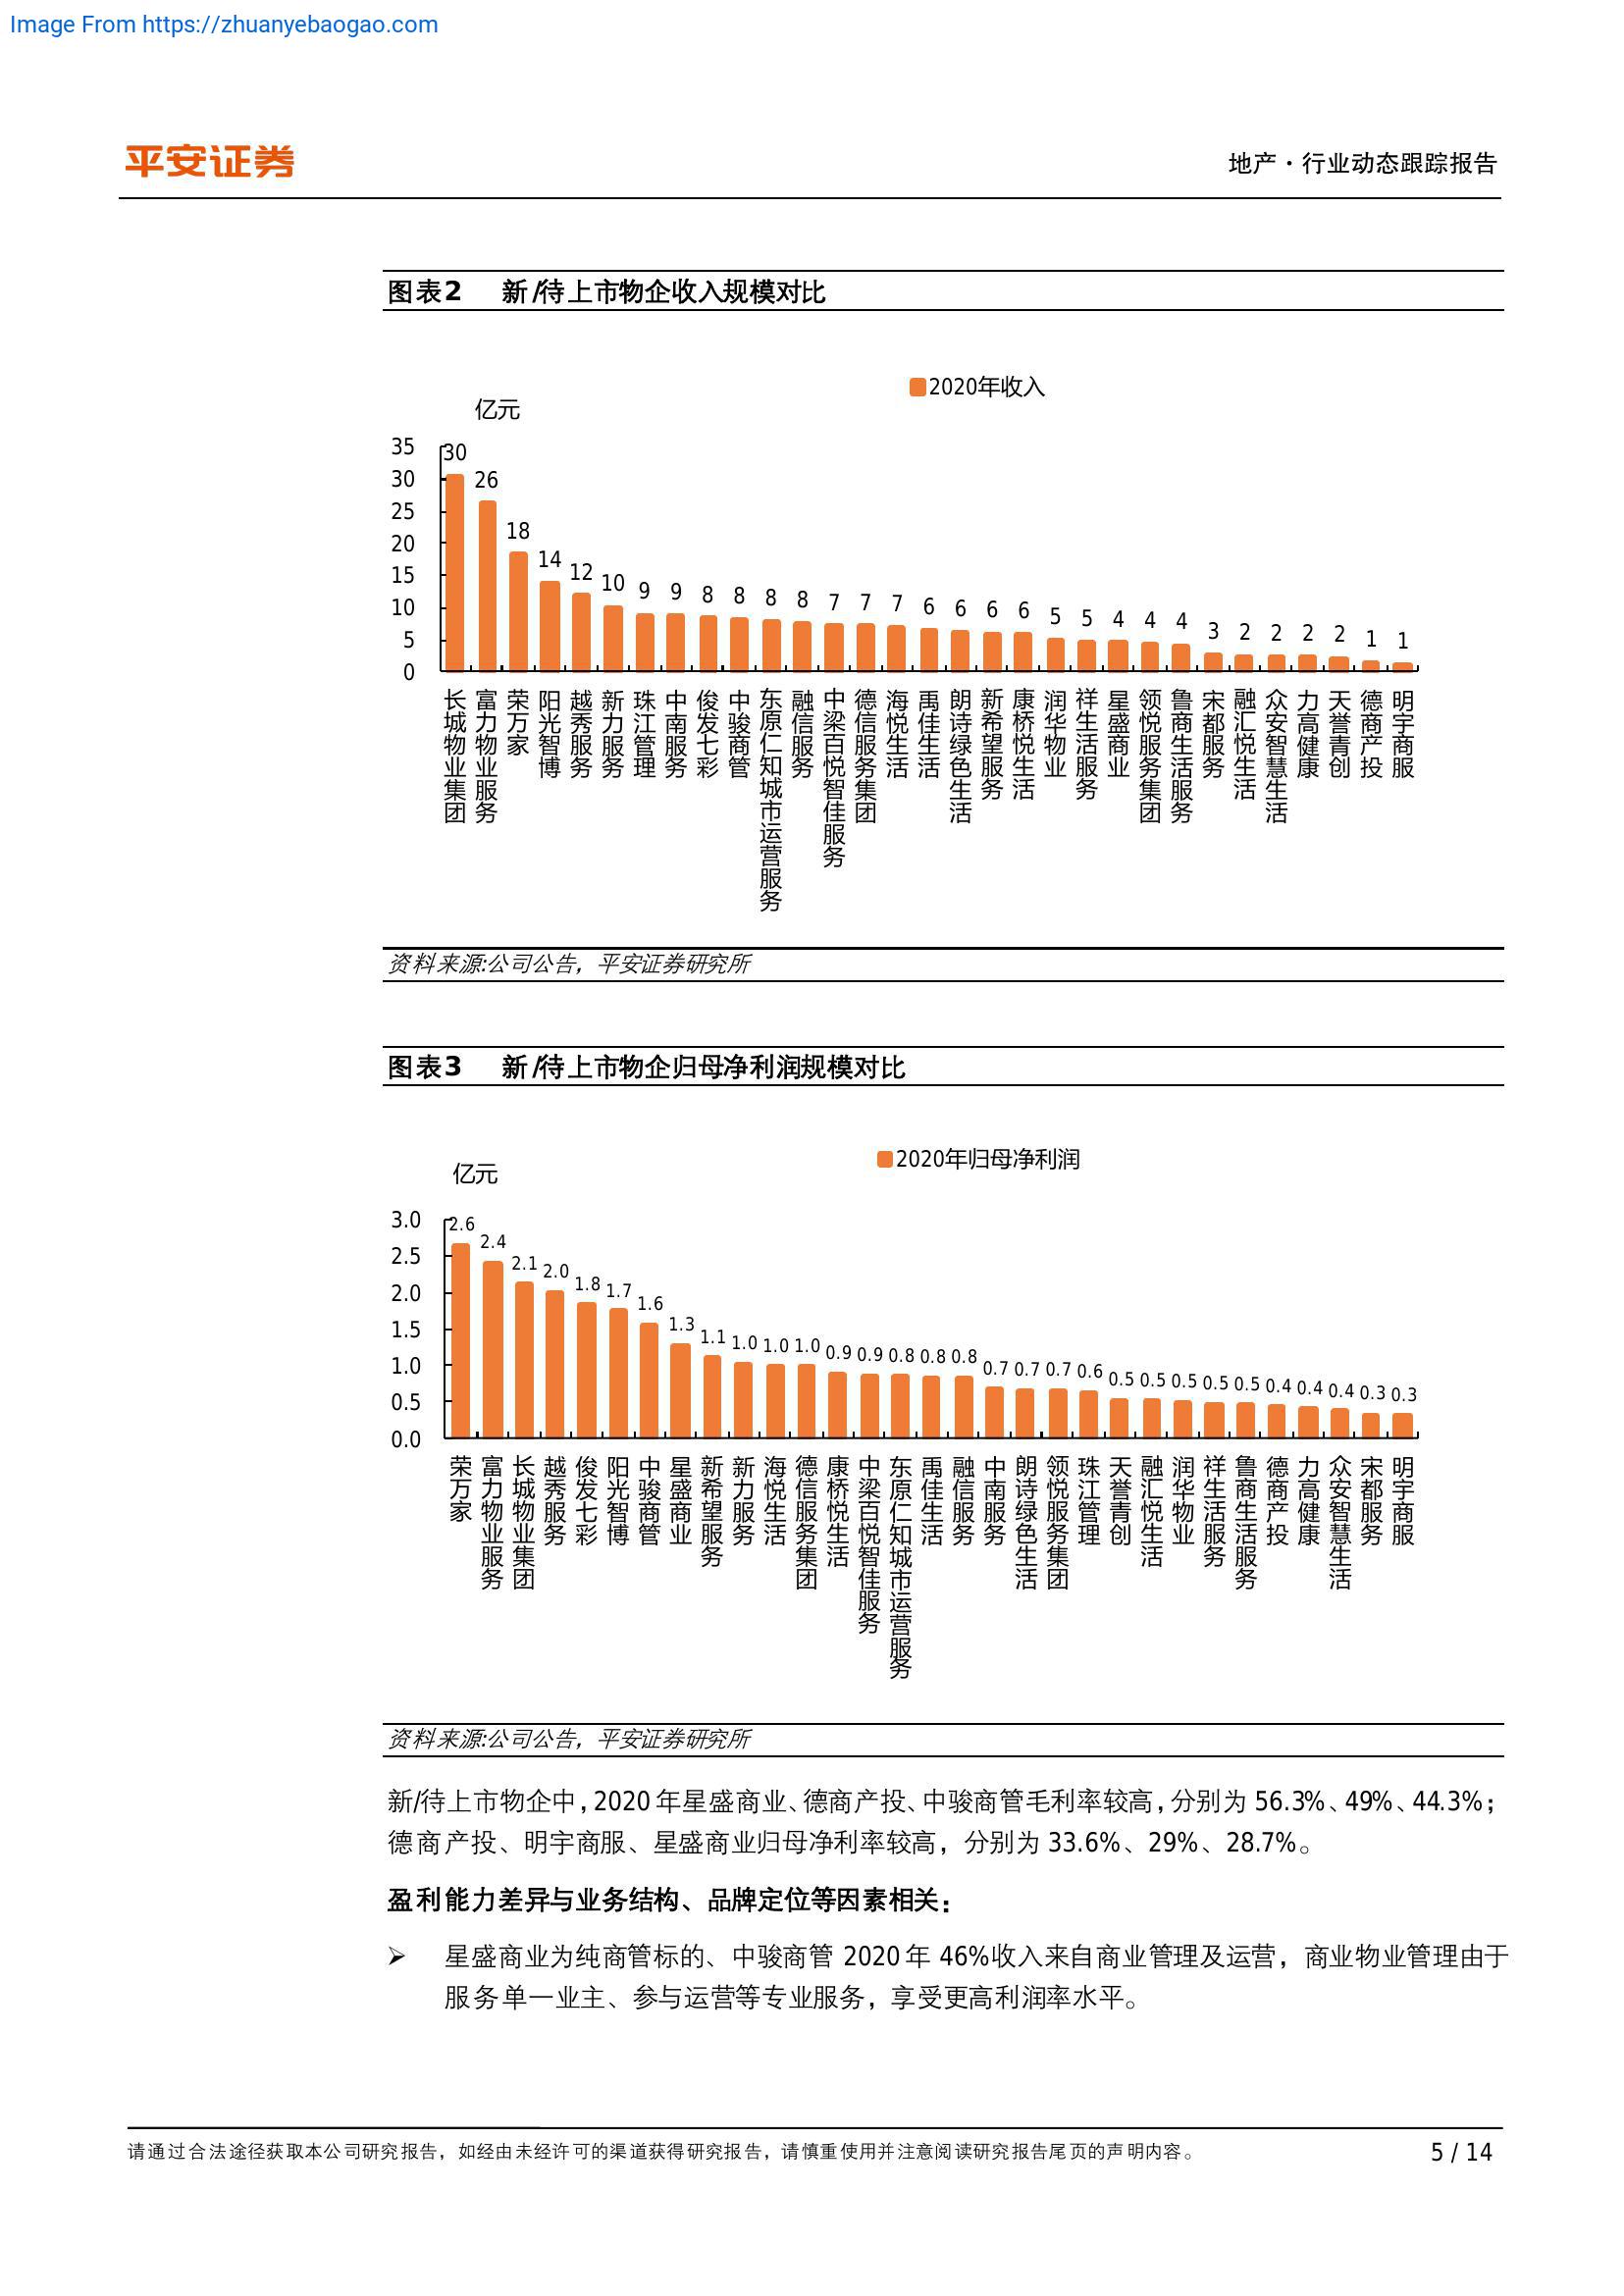 Image From https://zhuanyebaogao.com
平安证券
地产·行业动态跟踪报告
图表2 新/待上市物企收入规模对比
2020年收入
亿元
35
30
25
20
15
10
5
0
30 26 18 14 12 10 9 9 8 8 8 8 7 7 7 6 6 6 6 5 5 4 4 4 3 2 2 2 2 1 1
长城物业集团
富力物业服务
荣万家
阳光智博
越秀服务
新力服务
珠江管理
中南服务
俊发七彩
中骏商管
东原仁知城市运营服务
融信服务
中梁百悦智佳服务
德信服务集团
海悦生活
禹佳生活
朗诗绿色生活
新希望服务
康桥悦生活
润华物业
祥生活服务
星盛商业
领悦服务集团
鲁商生活服务
宋都服务
融汇悦生活
众安智慧生活
力高健康
天誉青创
德商产投
明宇商服
资料来源:公司公告，平安证券研究所
图表3 新/待上市物企归母净利润规模对比
2020年归母净利润
亿元
3.0
2.5
2.0
1.5
1.0
0.5
0.0
2.6 2.4 2.1 2.0 1.8 1.7 1.6 1.3 1.1 1.0 1.0 1.0 0.9 0.9 0.8 0.8 0.8 0.7 0.7 0.7 0.6 0.5 0.5 0.5 0.5 0.5 0.4 0.4 0.4 0.3 0.3
荣万家
富力物业服务
长城物业集团
越秀服务
俊发七彩
阳光智博
中骏商管
星盛商业
新希望服务
新力服务
海悦生活
德信服务集团
康桥悦生活
中梁百悦智佳服务
东原仁知城市运营服务
禹佳生活
融信服务
中南服务
朗诗绿色生活
领悦服务集团
珠江管理
天誉青创
融汇悦生活
润华物业
祥生活服务
鲁商生活服务
德商产投
力高健康
众安智慧生活
宋都服务
明宇商服
资料来源:公司公告，平安证券研究所
新/待上市物企中，2020年星盛商业、德商产投、中骏商管毛利率较高，分别为 56.3%、49%、44.3%；
德商产投、明宇商服、星盛商业归母净利率较高，分别为 33.6%、29%、28.7%。
盈利能力差异与业务结构、品牌定位等因素相关：
➢ 星盛商业为纯商管标的、中骏商管 2020年 46%收入来自商业管理及运营，商业物业管理由于
服务单一业主、参与运营等专业服务，享受更高利润率水平。
请通过合法途径获取本公司研究报告，如经由未经许可的渠道获得研究报告，请慎重使用并注意阅读研究报告尾页的声明内容。
5 / 14